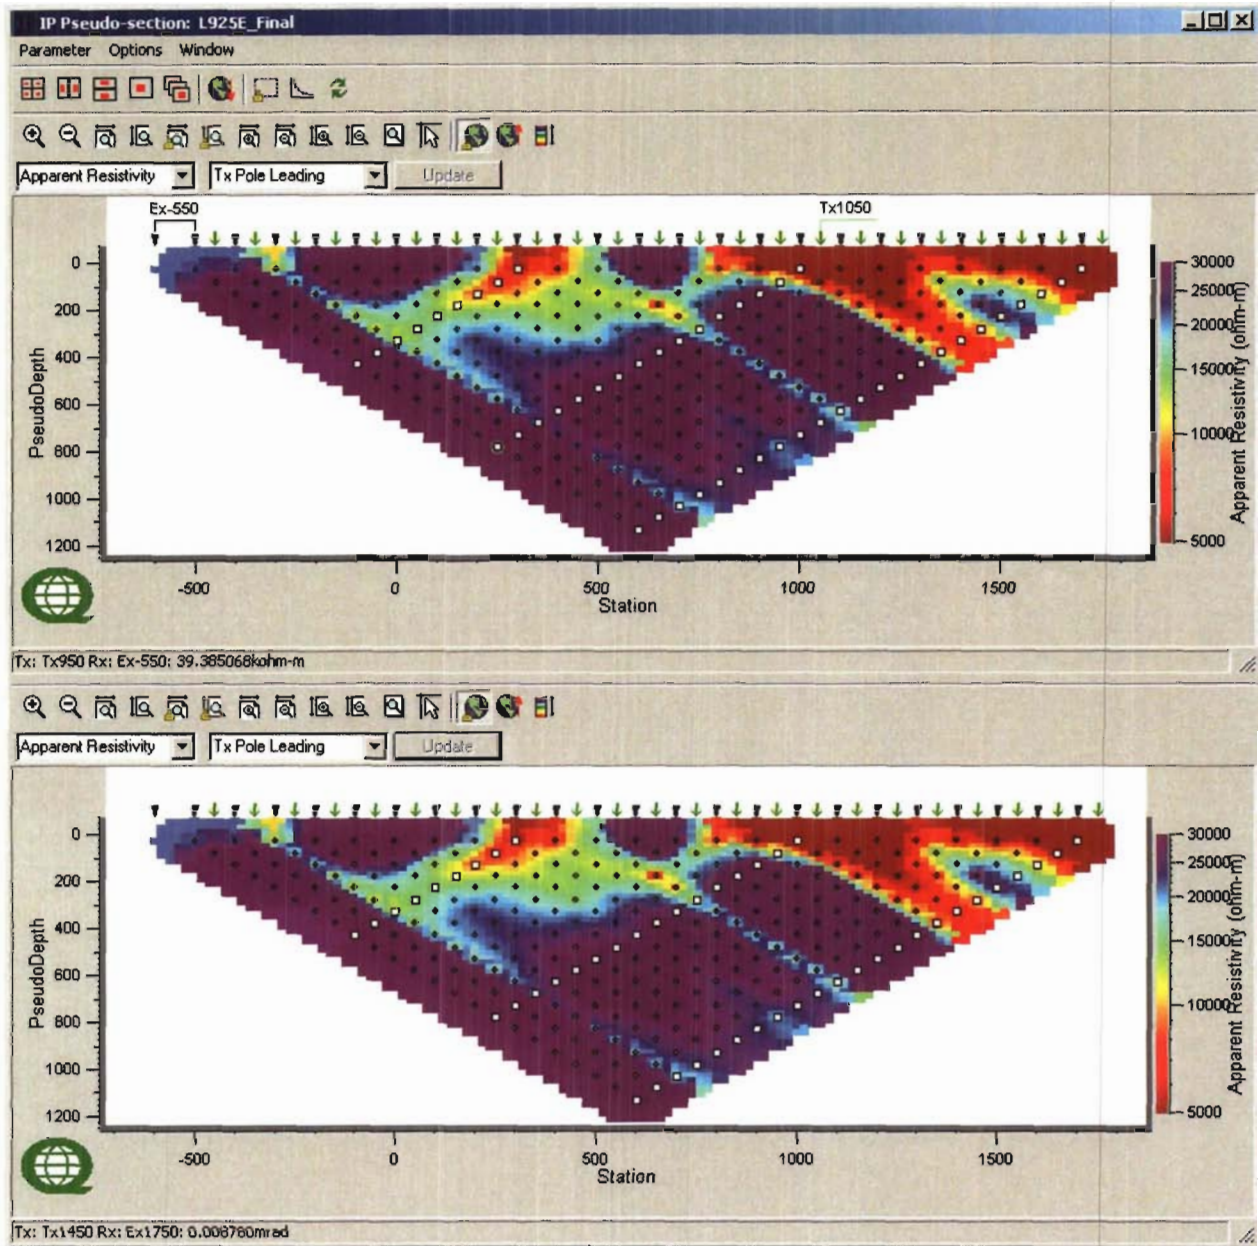 IP Pseudo-section: L925E_Final
Parameter Options Window
Apparent Resistivity Tx Pole Leading Update
Ex-550 Tx1050
0
200
400
600
800
1000
1200
PseudoDepth
-500 0 500 1000 1500
Station
30000
25000
20000
15000
10000
5000
Apparent Resistivity (ohm-m)
Tx: Tx950 Rx: Ex-550: 39.385068kohm-m
Apparent Resistivity Tx Pole Leading Update
0
200
400
600
800
1000
1200
PseudoDepth
-500 0 500 1000 1500
Station
30000
25000
20000
15000
10000
5000
Apparent Resistivity (ohm-m)
Tx: Tx1450 Rx: Ex1750: 0.008780mrad